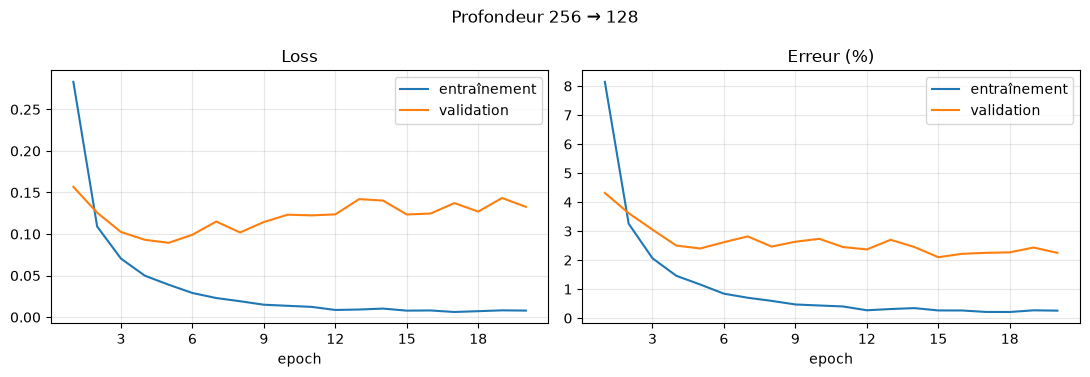 Profondeur 256 → 128
Loss
entraînement
validation
0.25
0.20
0.15
0.10
0.05
0.00
3 6 9 12 15 18
epoch
Erreur (%)
entraînement
validation
8
7
6
5
4
3
2
1
0
3 6 9 12 15 18
epoch